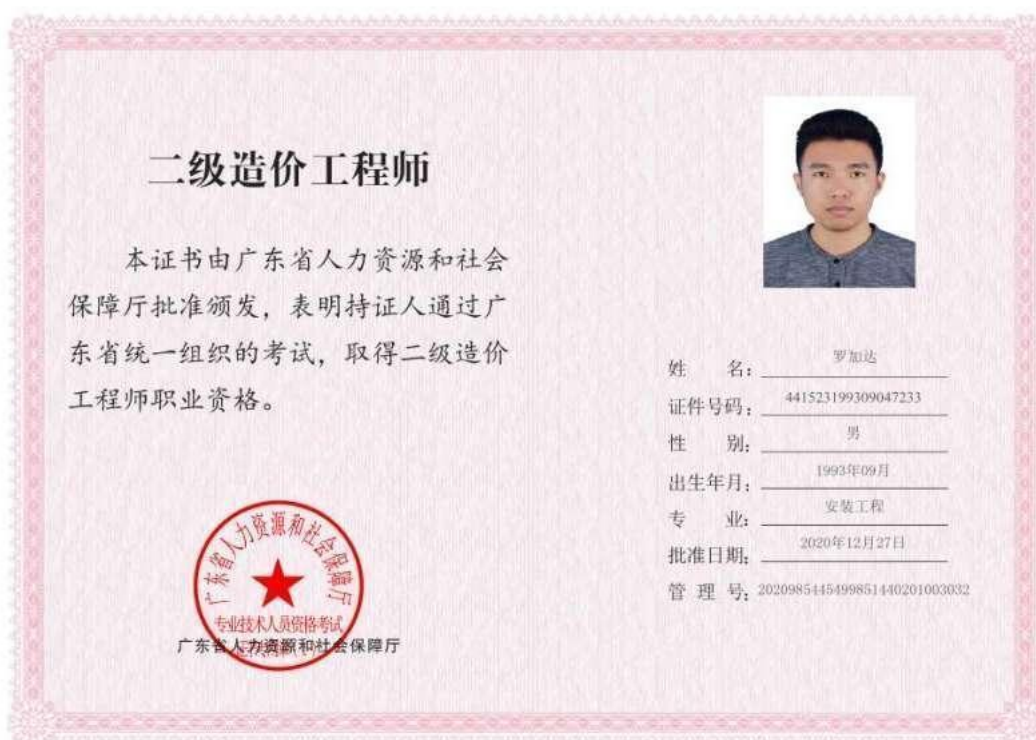 二级造价工程师
本证书由广东省人力资源和社会
保障厅批准颁发，表明持证人通过广
东省统一组织的考试，取得二级造价
工程师职业资格。
广东省人力资源和社会保障厅
专业技术人员资格考试
广东省人力资源和社会保障厅
姓 名：罗加达
证件号码：441523199309047233
性 别：男
出生年月：1993年09月
专 业：安装工程
批准日期：2020年12月27日
管 理 号：2020985445499851440201003032